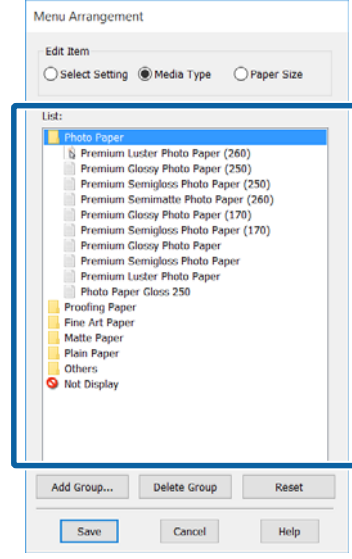 Menu Arrangement
Edit Item
Select Setting Media Type Paper Size
List:
Photo Paper
Premium Luster Photo Paper (260)
Premium Glossy Photo Paper (250)
Premium Semigloss Photo Paper (250)
Premium Semimatte Photo Paper (260)
Premium Glossy Photo Paper (170)
Premium Semigloss Photo Paper (170)
Premium Glossy Photo Paper
Premium Semigloss Photo Paper
Premium Luster Photo Paper
Photo Paper Gloss 250
Proofing Paper
Fine Art Paper
Matte Paper
Plain Paper
Others
Not Display
Add Group... Delete Group Reset
Save Cancel Help